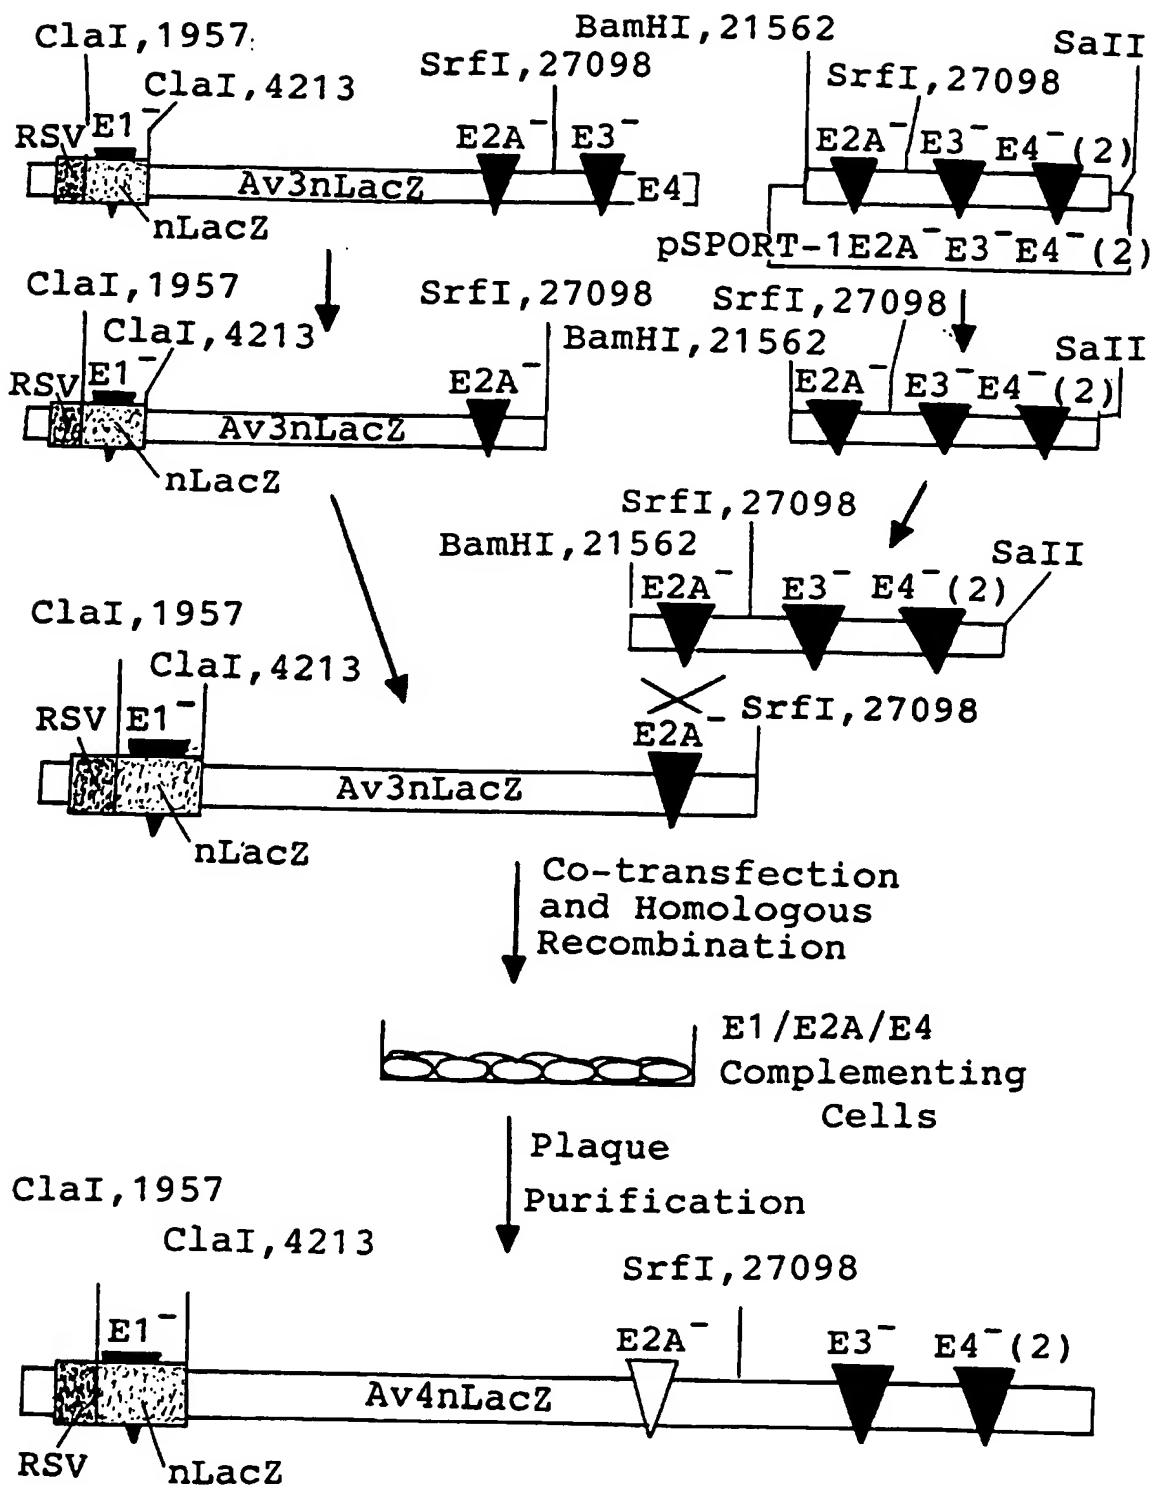 BamHI,21562
ClaI,1957
SaII
SrfI,27098
SrfI,27098
ClaI,4213
RSV
E1-
E2A-
E3-
E2A-
E3-
E4-(2)
Av3nLacZ
E4
nLacZ
pSPORT-1E2A-E3-E4-(2)
ClaI,1957
SrfI,27098
SrfI,27098
ClaI,4213
BamHI,21562
SaII
RSV
E1-
E2A-
E2A-
E3-
E4-(2)
Av3nLacZ
nLacZ
SrfI,27098
BamHI,21562
SaII
E2A-
E3-
E4-(2)
ClaI,1957
ClaI,4213
RSV
E1-
E2A-
SrfI,27098
Av3nLacZ
nLacZ
Co-transfection
and Homologous
Recombination
E1/E2A/E4
Complementing
Cells
Plaque
Purification
ClaI,1957
ClaI,4213
SrfI,27098
E1-
E2A-
E3-
E4-(2)
Av4nLacZ
RSV
nLacZ